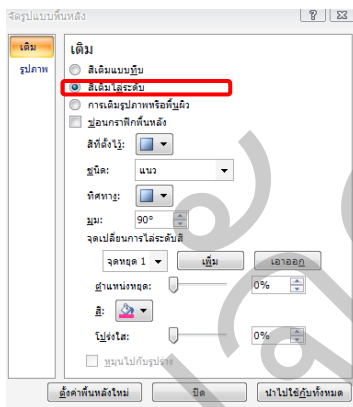 จัดรูปแบบพื้นหลัง
เติม
รูปภาพ
เติม
สีเติมแบบทึบ
สีเติมไล่ระดับ
การเติมรูปภาพหรือพื้นผิว
ซ่อนกราฟิกพื้นหลัง
สีที่ตั้งไว้:
ชนิด: แนว
ทิศทาง:
มุม: 90°
จุดเปลี่ยนการไล่ระดับสี
จุดหยุด 1 เพิ่ม เอาออก
ตำแหน่งหยุด: 0%
สี:
โปร่งใส: 0%
หมุนไปกับรูปร่าง
ตั้งค่าพื้นหลังใหม่ ปิด นำไปใช้กับทั้งหมด